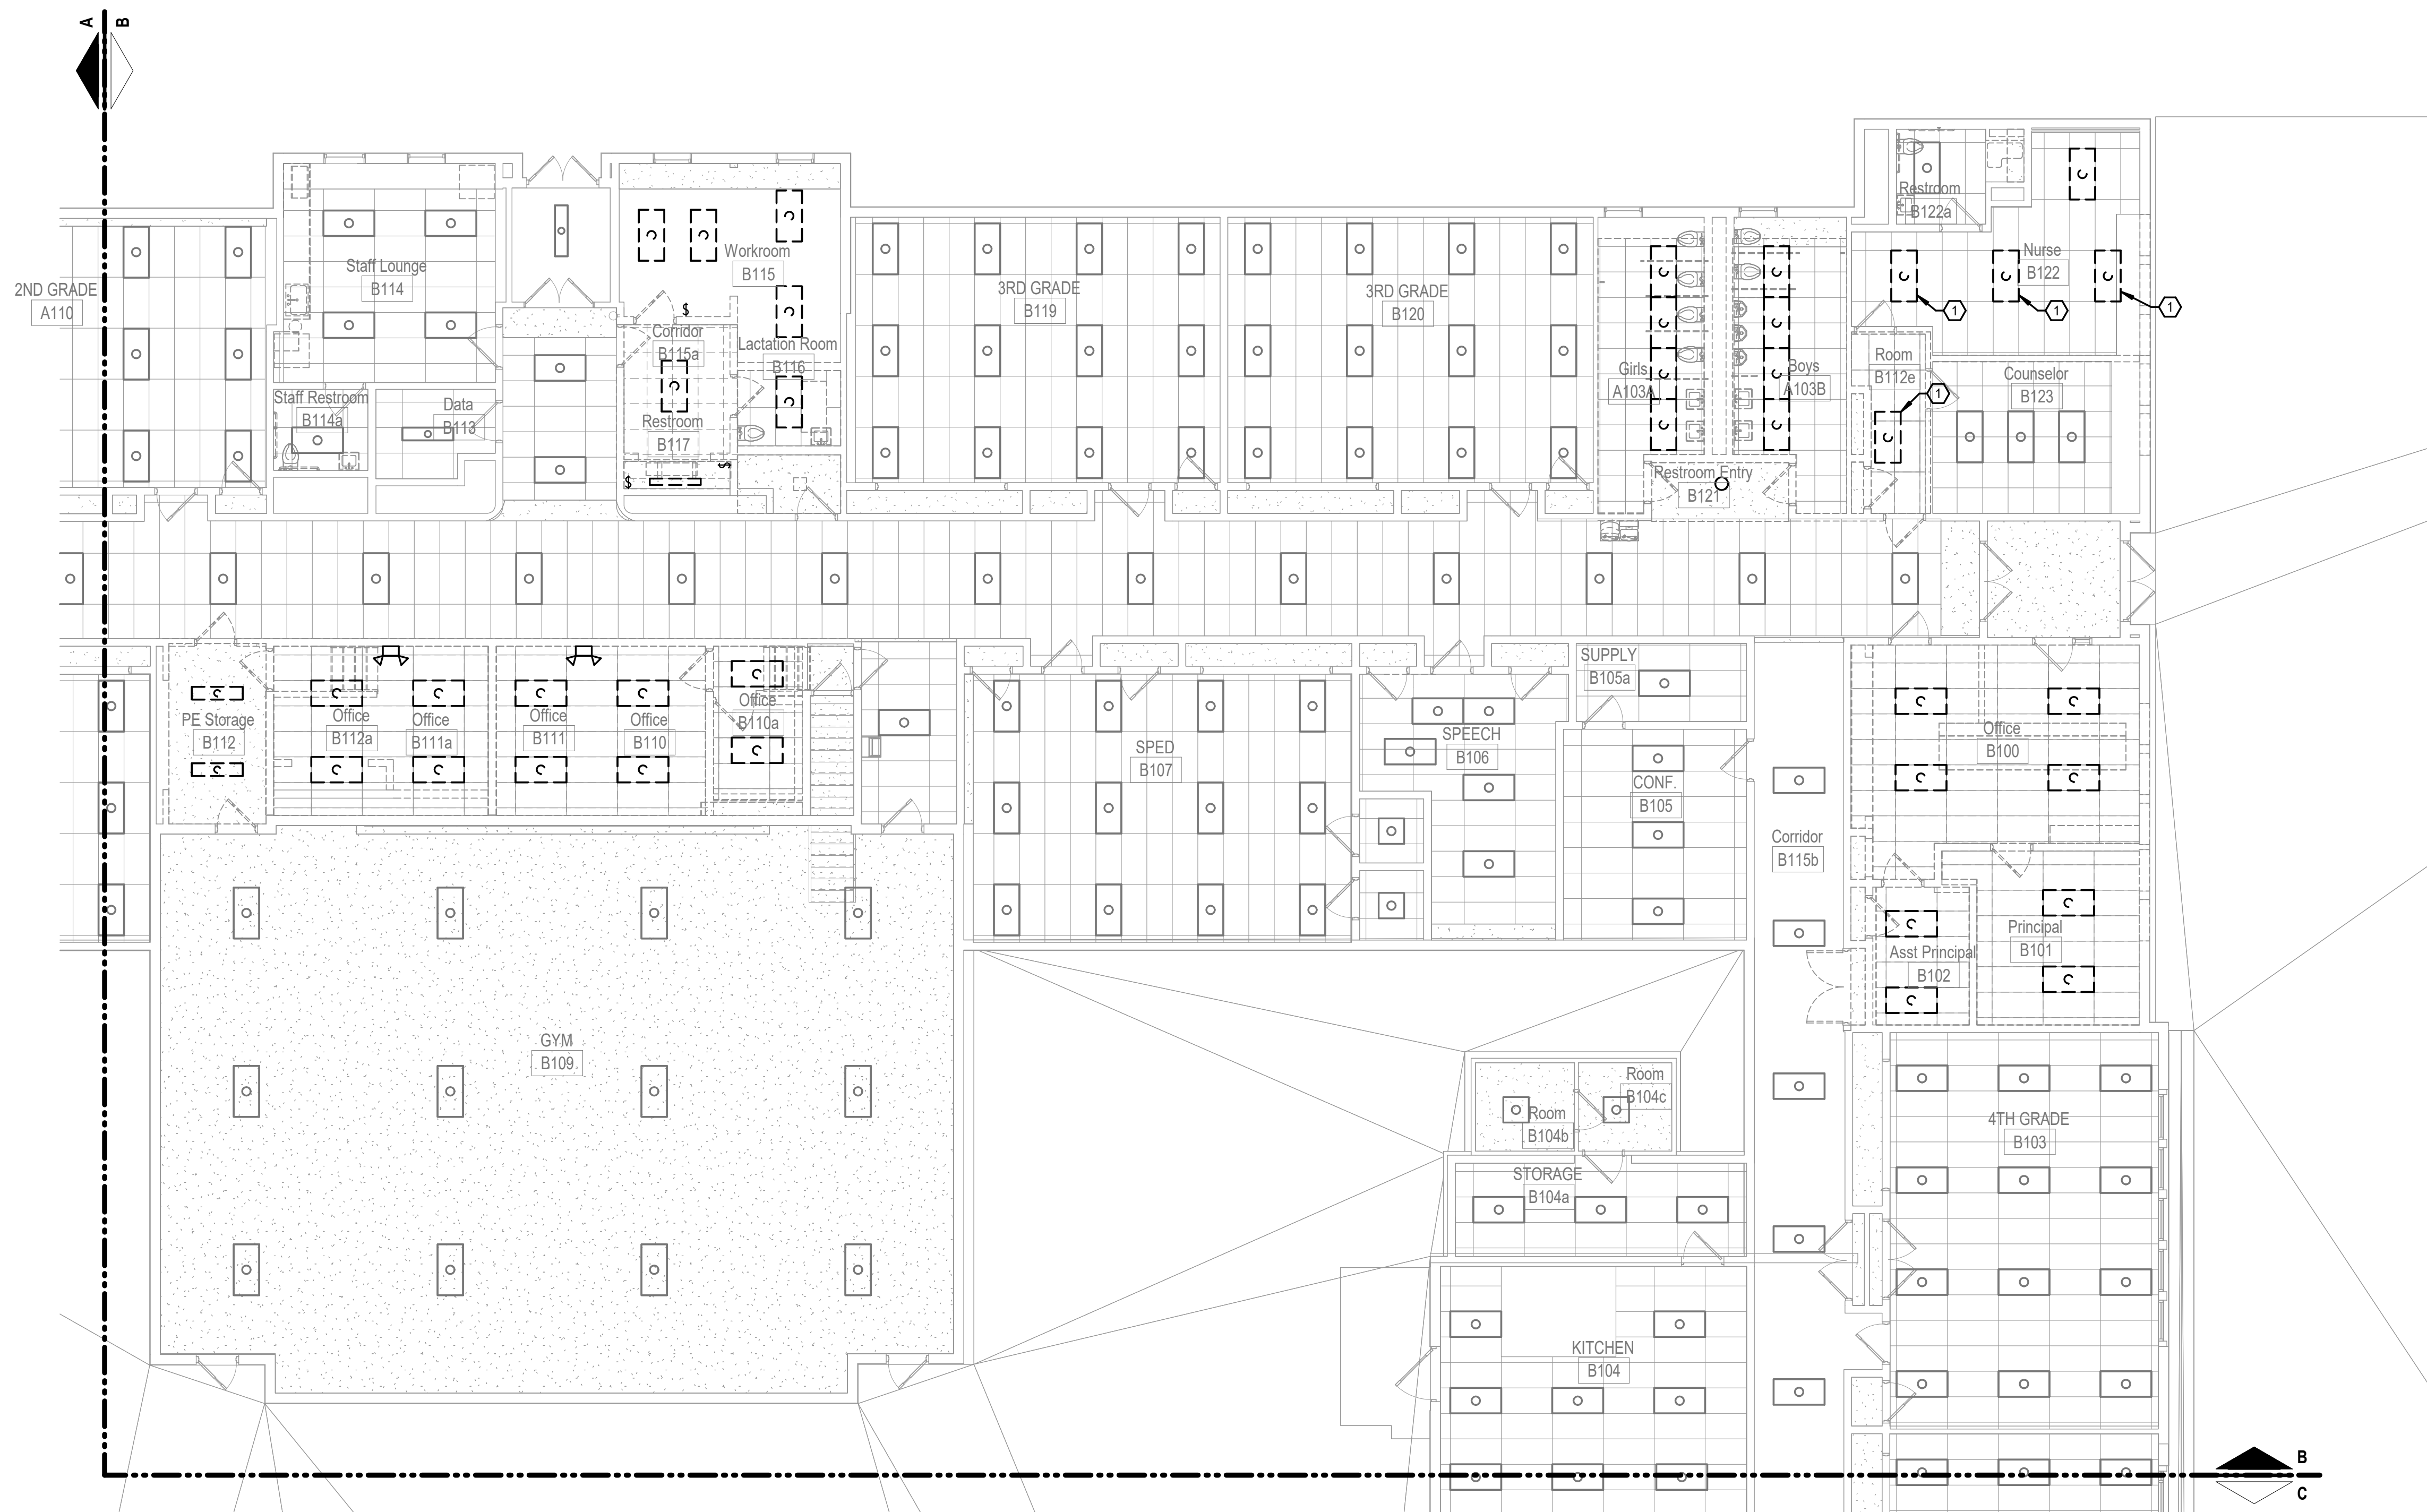 A
B
2ND GRADE
A110
Staff Lounge
B114
Workroom
B115
3RD GRADE
B119
3RD GRADE
B120
Restroom
B122a
Nurse
B122
1
1
1
$
Corridor
B115a
Lactation Room
B116
Girls
A103A
Boys
A103B
Room
B112e
Counselor
B123
1
Staff Restroom
B114a
Data
B113
Restroom
B117
$
$
Restroom Entry
B121
PE Storage
B112
Office
B112a
Office
B111a
Office
B111
Office
B110
Office
B110a
SPED
B107
SPEECH
B106
SUPPLY
B105a
CONF.
B105
Corridor
B115b
Office
B100
Principal
B101
Asst Principal
B102
GYM
B109
Room
B104b
Room
B104c
STORAGE
B104a
4TH GRADE
B103
KITCHEN
B104
B
C